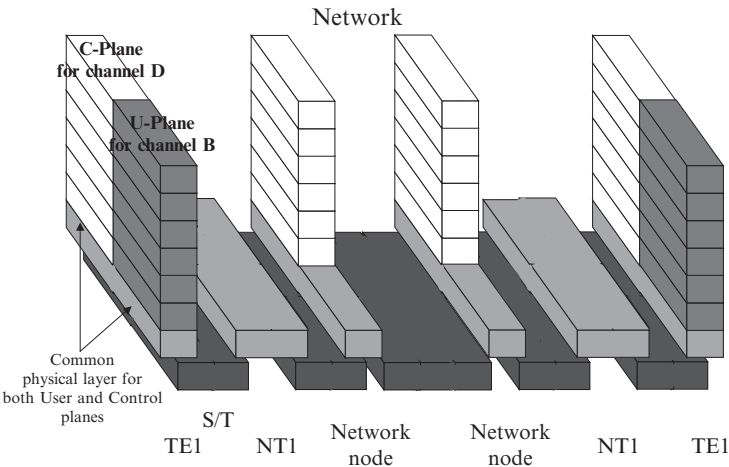 Network
C-Plane
for channel D
U-Plane
for channel B
Common
physical layer for
both User and Control
planes
S/T
TE1
NT1
Network
node
Network
node
NT1
TE1